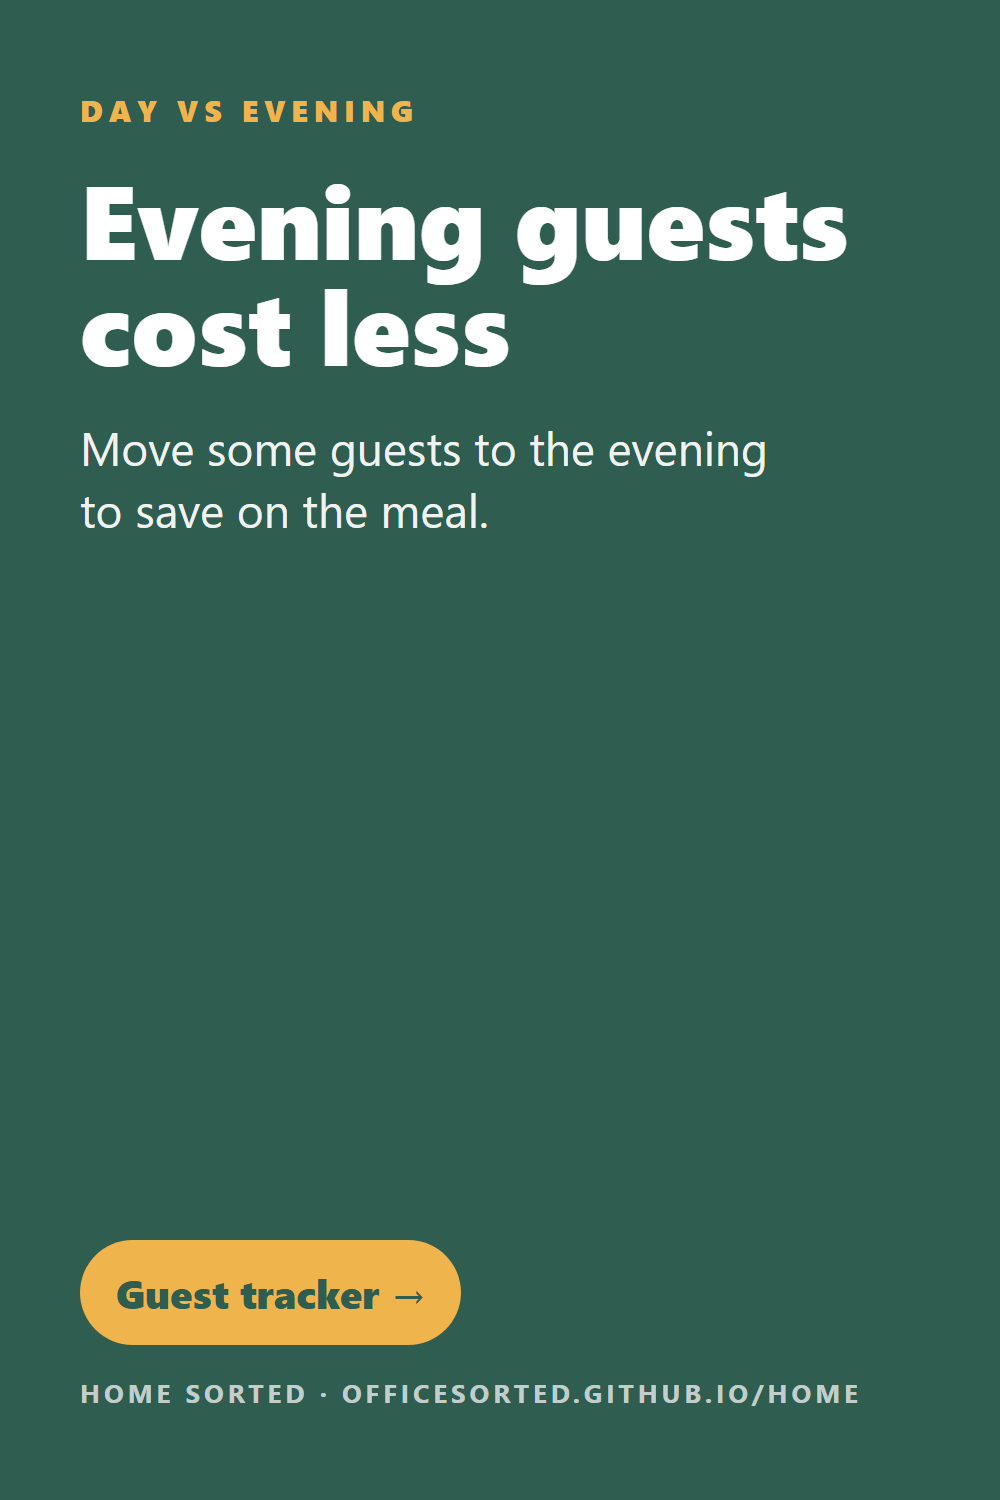 DAY VS EVENING
Evening guests
cost less
Move some guests to the evening
to save on the meal.
Guest tracker →
HOME SORTED · OFFICESORTED.GITHUB.IO/HOME